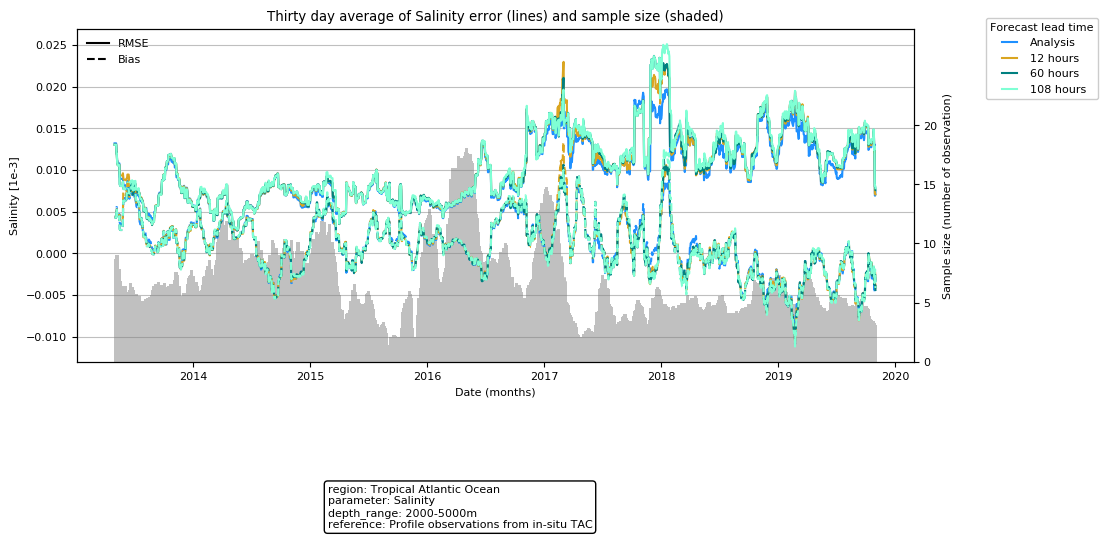 Thirty day average of Salinity error (lines) and sample size (shaded)
Forecast lead time
Analysis
12 hours
60 hours
108 hours
RMSE
Bias
Salinity [1e-3]
0.025
0.020
0.015
0.010
0.005
0.000
−0.005
−0.010
Sample size (number of observation)
20
15
10
5
0
2014
2015
2016
2017
2018
2019
2020
Date (months)
region: Tropical Atlantic Ocean
parameter: Salinity
depth_range: 2000-5000m
reference: Profile observations from in-situ TAC